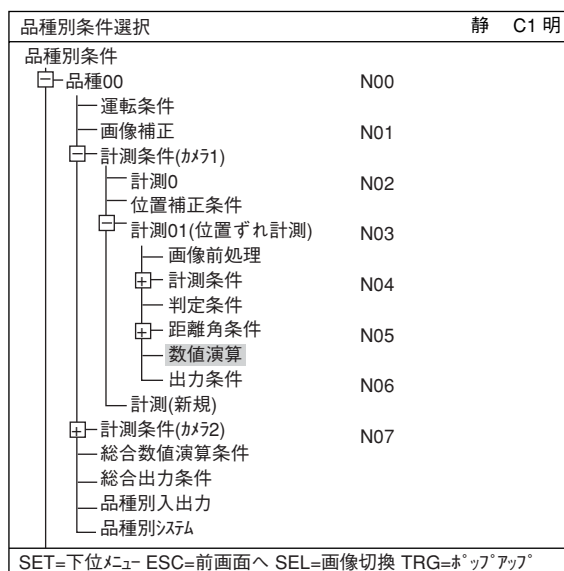 品種別条件選択 静 C1 明
品種別条件
品種00 N00
運転条件
画像補正 N01
計測条件(ｶﾒﾗ1)
計測0 N02
位置補正条件
計測01(位置ずれ計測) N03
画像前処理
計測条件 N04
判定条件
距離角条件 N05
数値演算
出力条件 N06
計測(新規)
計測条件(ｶﾒﾗ2) N07
総合数値演算条件
総合出力条件
品種別入出力
品種別ｼｽﾃﾑ
SET=下位ﾒﾆｭｰ ESC=前画面へ SEL=画像切換 TRG=ﾎﾟｯﾌﾟｱｯﾌﾟ